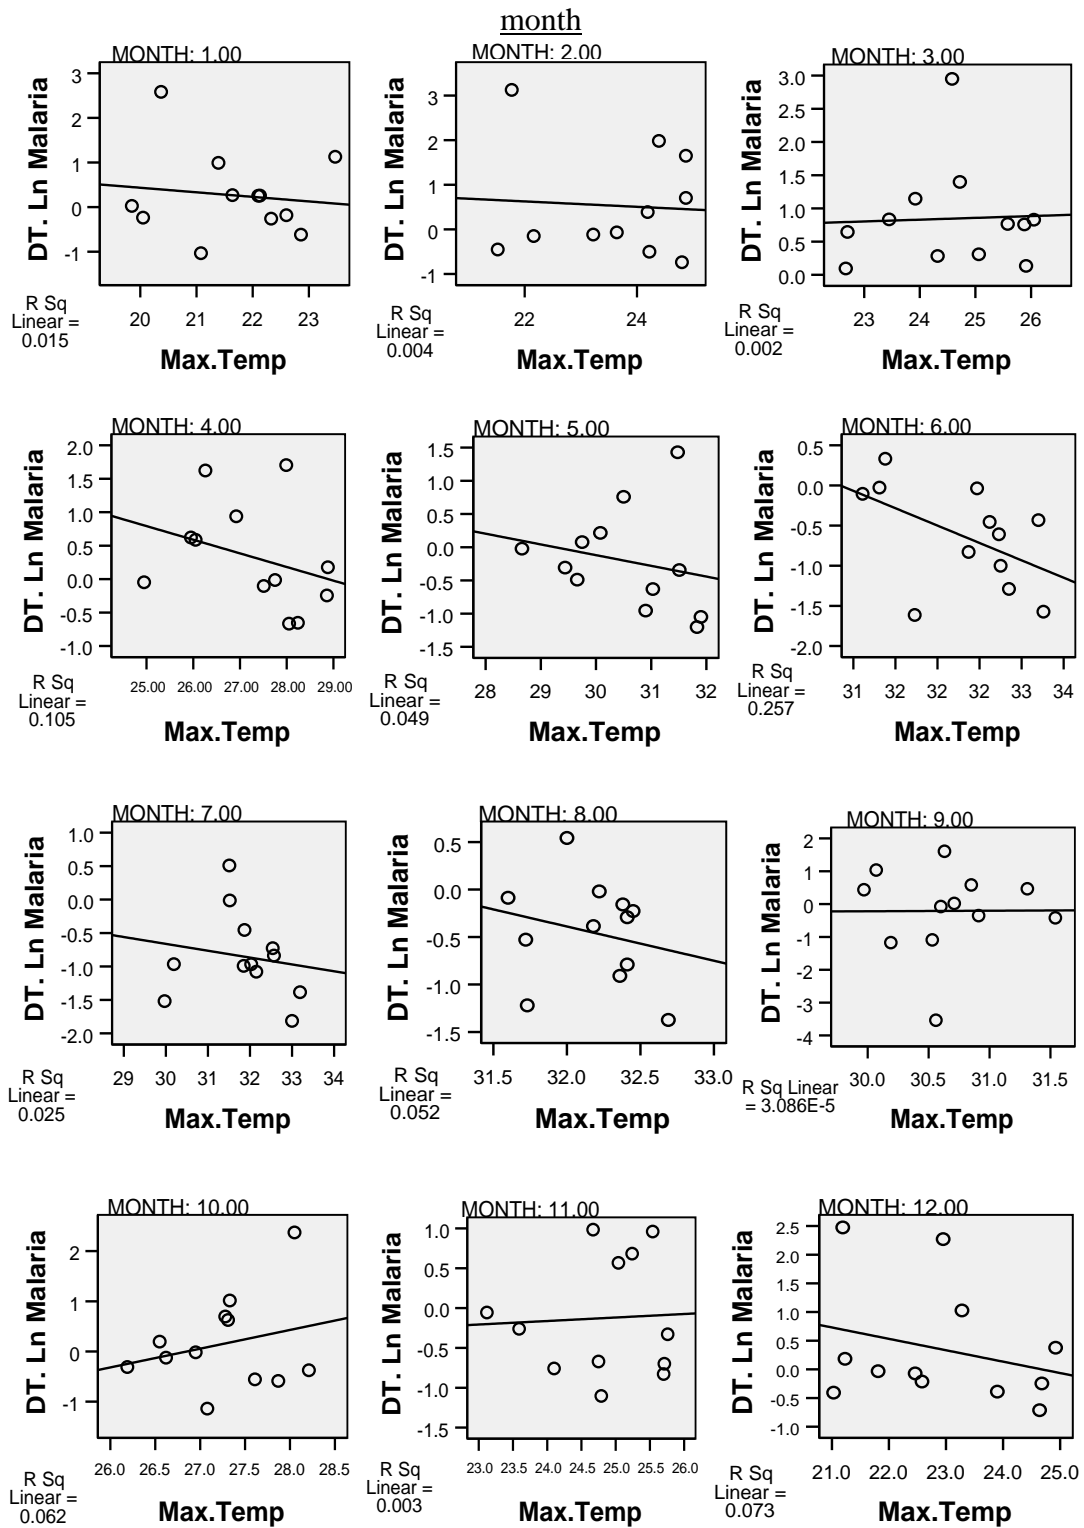 month
MONTH: 1.00
DT. Ln Malaria
3
2
1
0
-1
20 21 22 23
R Sq
Linear =
0.015
Max.Temp
MONTH: 2.00
DT. Ln Malaria
3
2
1
0
-1
22 24
R Sq
Linear =
0.004
Max.Temp
MONTH: 3.00
DT. Ln Malaria
3.0
2.5
2.0
1.5
1.0
0.5
0.0
23 24 25 26
R Sq
Linear =
0.002
Max.Temp
MONTH: 4.00
DT. Ln Malaria
2.0
1.5
1.0
0.5
0.0
-0.5
-1.0
25.00 26.00 27.00 28.00 29.00
R Sq
Linear =
0.105
Max.Temp
MONTH: 5.00
DT. Ln Malaria
1.5
1.0
0.5
0.0
-0.5
-1.0
-1.5
28 29 30 31 32
R Sq
Linear =
0.049
Max.Temp
MONTH: 6.00
DT. Ln Malaria
0.5
0.0
-0.5
-1.0
-1.5
-2.0
31 32 32 32 33 34
R Sq
Linear =
0.257
Max.Temp
MONTH: 7.00
DT. Ln Malaria
1.0
0.5
0.0
-0.5
-1.0
-1.5
-2.0
29 30 31 32 33 34
R Sq
Linear =
0.025
Max.Temp
MONTH: 8.00
DT. Ln Malaria
0.5
0.0
-0.5
-1.0
-1.5
31.5 32.0 32.5 33.0
R Sq
Linear =
0.052
Max.Temp
MONTH: 9.00
DT. Ln Malaria
2
1
0
-1
-2
-3
-4
30.0 30.5 31.0 31.5
R Sq Linear
= 3.086E-5
Max.Temp
MONTH: 10.00
DT. Ln Malaria
2
1
0
-1
26.0 26.5 27.0 27.5 28.0 28.5
R Sq
Linear =
0.062
Max.Temp
MONTH: 11.00
DT. Ln Malaria
1.0
0.5
0.0
-0.5
-1.0
-1.5
23.0 23.5 24.0 24.5 25.0 25.5 26.0
R Sq
Linear =
0.003
Max.Temp
MONTH: 12.00
DT. Ln Malaria
2.5
2.0
1.5
1.0
0.5
0.0
-0.5
-1.0
21.0 22.0 23.0 24.0 25.0
R Sq
Linear =
0.073
Max.Temp